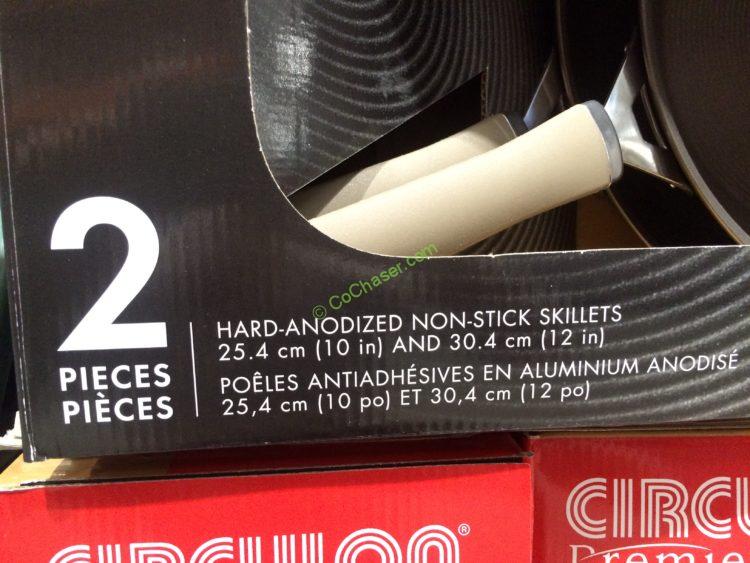 2
PIECES
PIÈCES
HARD-ANODIZED NON-STICK SKILLETS
25.4 cm (10 in) AND 30.4 cm (12 in)
POÊLES ANTIADHÉSIVES EN ALUMINIUM ANODISÉ
25,4 cm (10 po) ET 30,4 cm (12 po)
© CoChaser.com
CIRCULON®
CIRCU
Premie